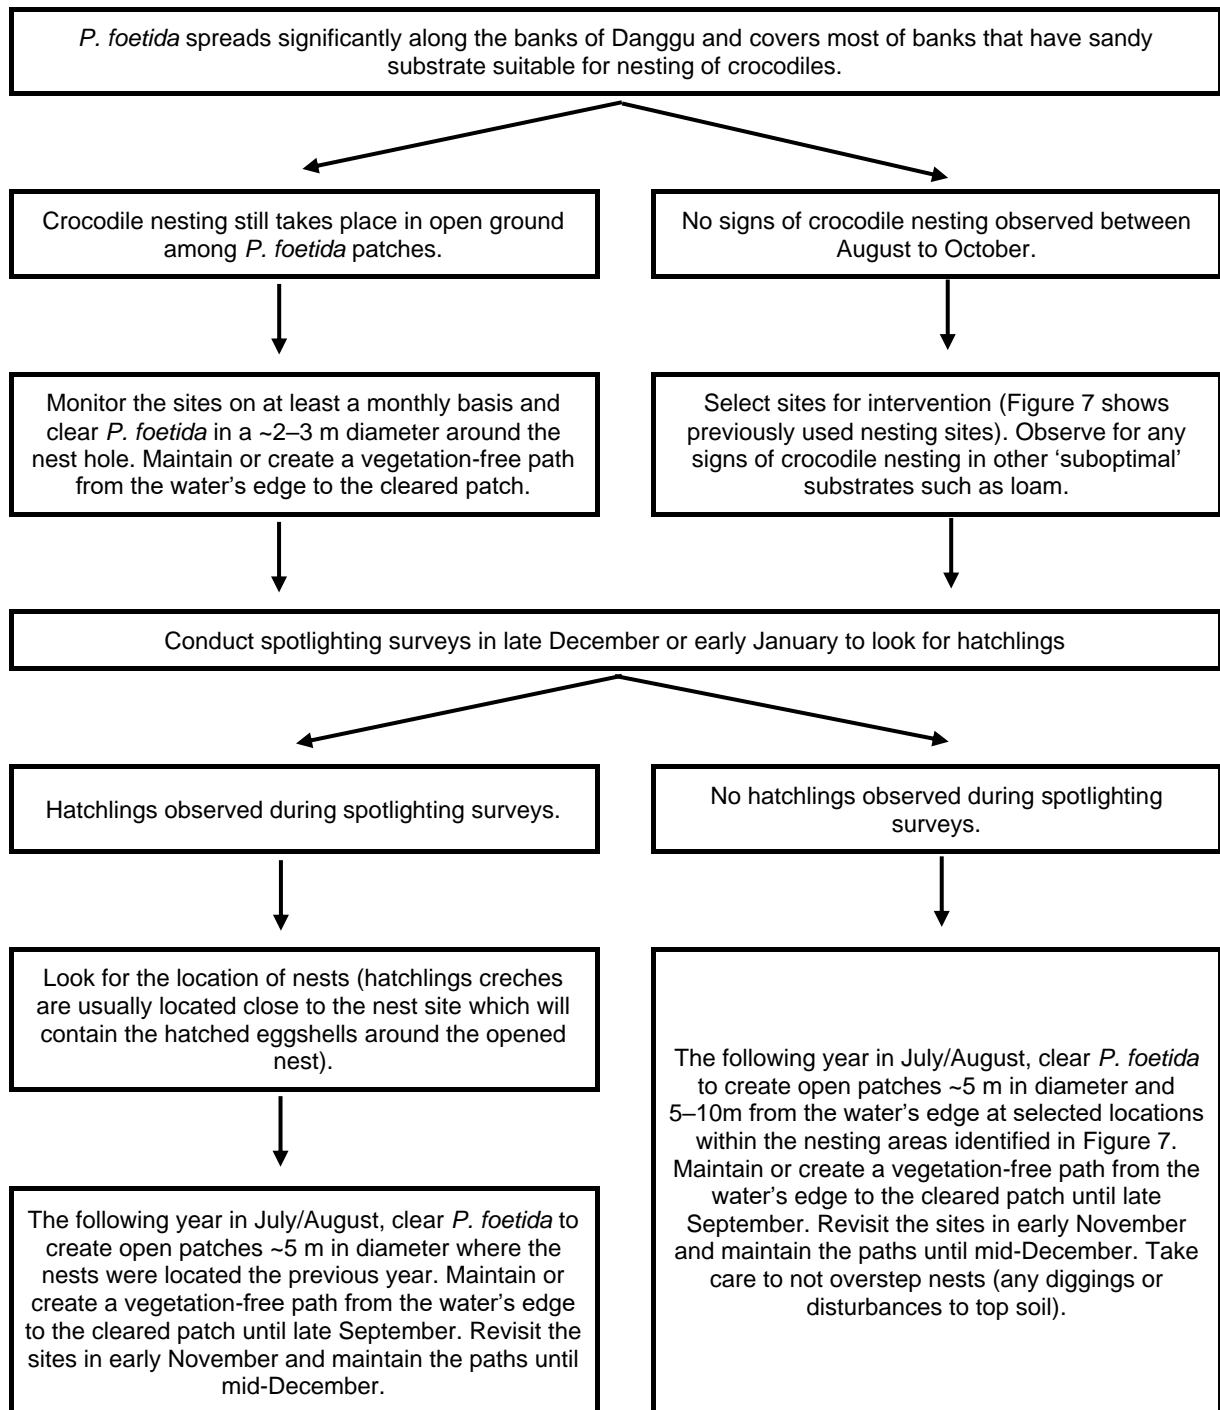 P. foetida spreads significantly along the banks of Danggu and covers most of banks that have sandy
substrate suitable for nesting of crocodiles.
Crocodile nesting still takes place in open ground
among P. foetida patches.
No signs of crocodile nesting observed between
August to October.
Monitor the sites on at least a monthly basis and
clear P. foetida in a ~2–3 m diameter around the
nest hole. Maintain or create a vegetation-free path
from the water’s edge to the cleared patch.
Select sites for intervention (Figure 7 shows
previously used nesting sites). Observe for any
signs of crocodile nesting in other ‘suboptimal’
substrates such as loam.
Conduct spotlighting surveys in late December or early January to look for hatchlings
Hatchlings observed during spotlighting surveys.
No hatchlings observed during spotlighting
surveys.
Look for the location of nests (hatchlings creches
are usually located close to the nest site which will
contain the hatched eggshells around the opened
nest).
The following year in July/August, clear P. foetida to
create open patches ~5 m in diameter where the
nests were located the previous year. Maintain or
create a vegetation-free path from the water’s edge
to the cleared patch until late September. Revisit the
sites in early November and maintain the paths until
mid-December.
The following year in July/August, clear P. foetida
to create open patches ~5 m in diameter and
5–10m from the water’s edge at selected locations
within the nesting areas identified in Figure 7.
Maintain or create a vegetation-free path from the
water’s edge to the cleared patch until late
September. Revisit the sites in early November
and maintain the paths until mid-December. Take
care to not overstep nests (any diggings or
disturbances to top soil).